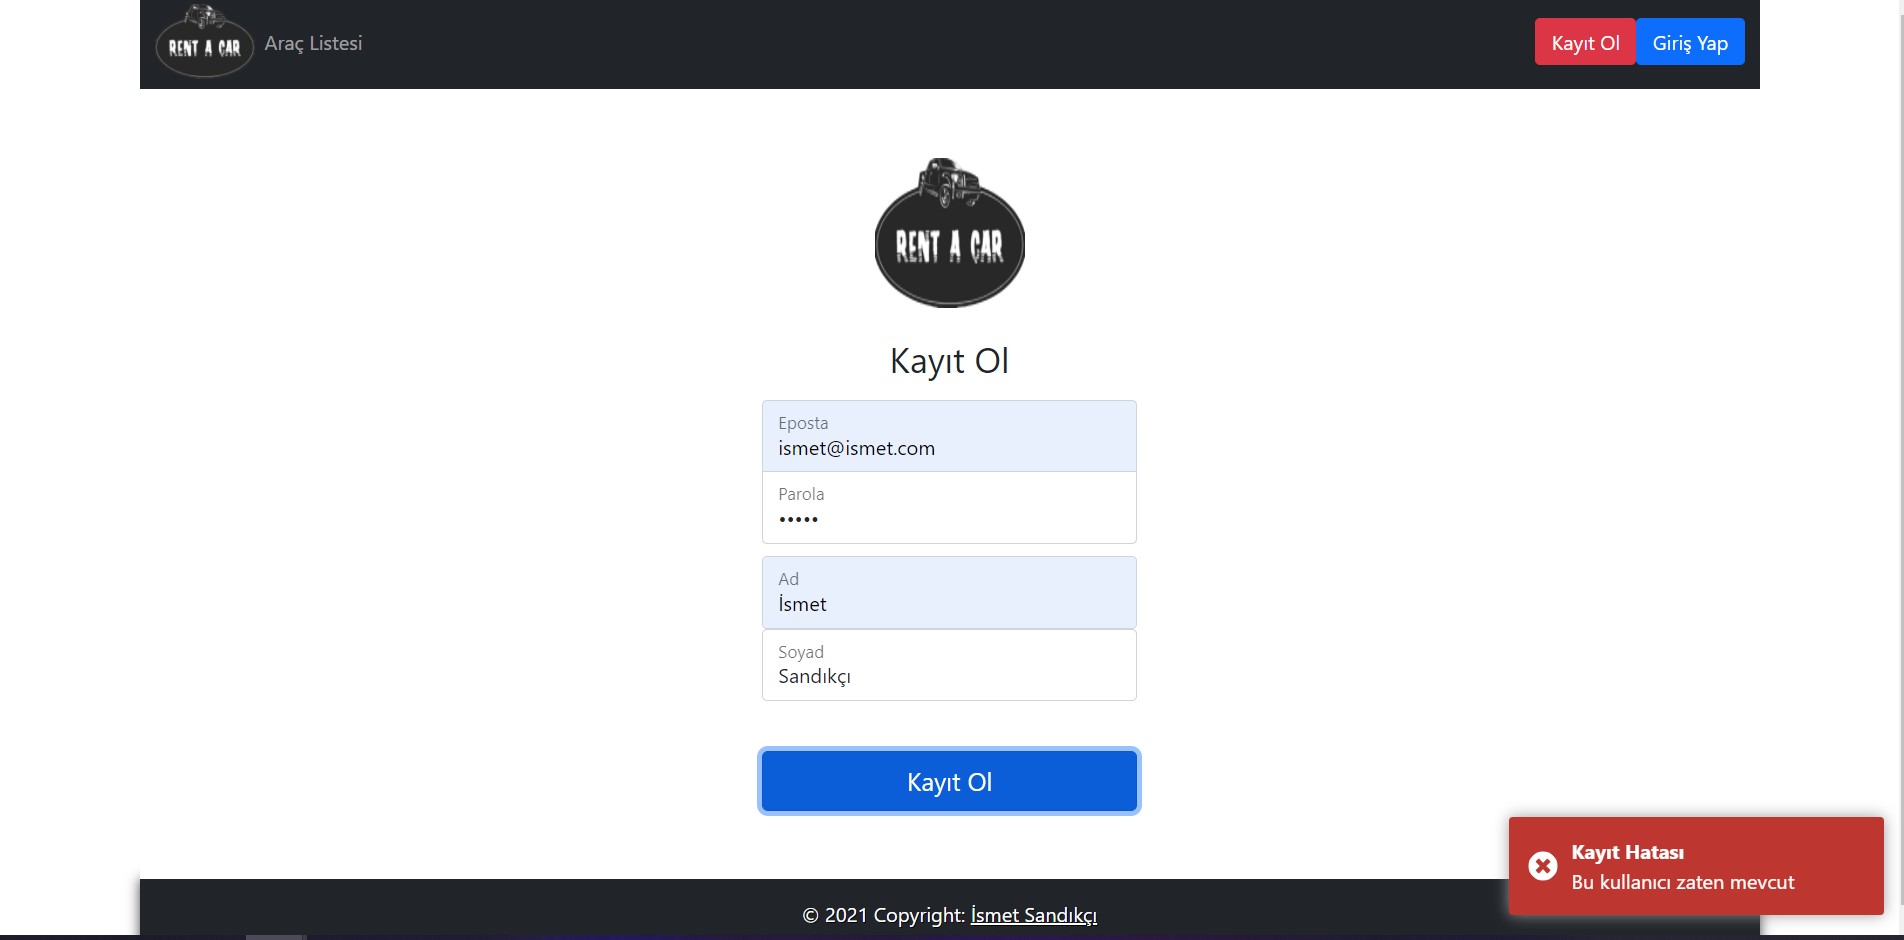 RENT A CAR
Araç Listesi
Kayıt Ol
Giriş Yap
RENT A CAR
Kayıt Ol
Eposta
ismet@ismet.com
Parola
•••••
Ad
İsmet
Soyad
Sandıkçı
Kayıt Ol
Kayıt Hatası
Bu kullanıcı zaten mevcut
© 2021 Copyright: İsmet Sandıkçı